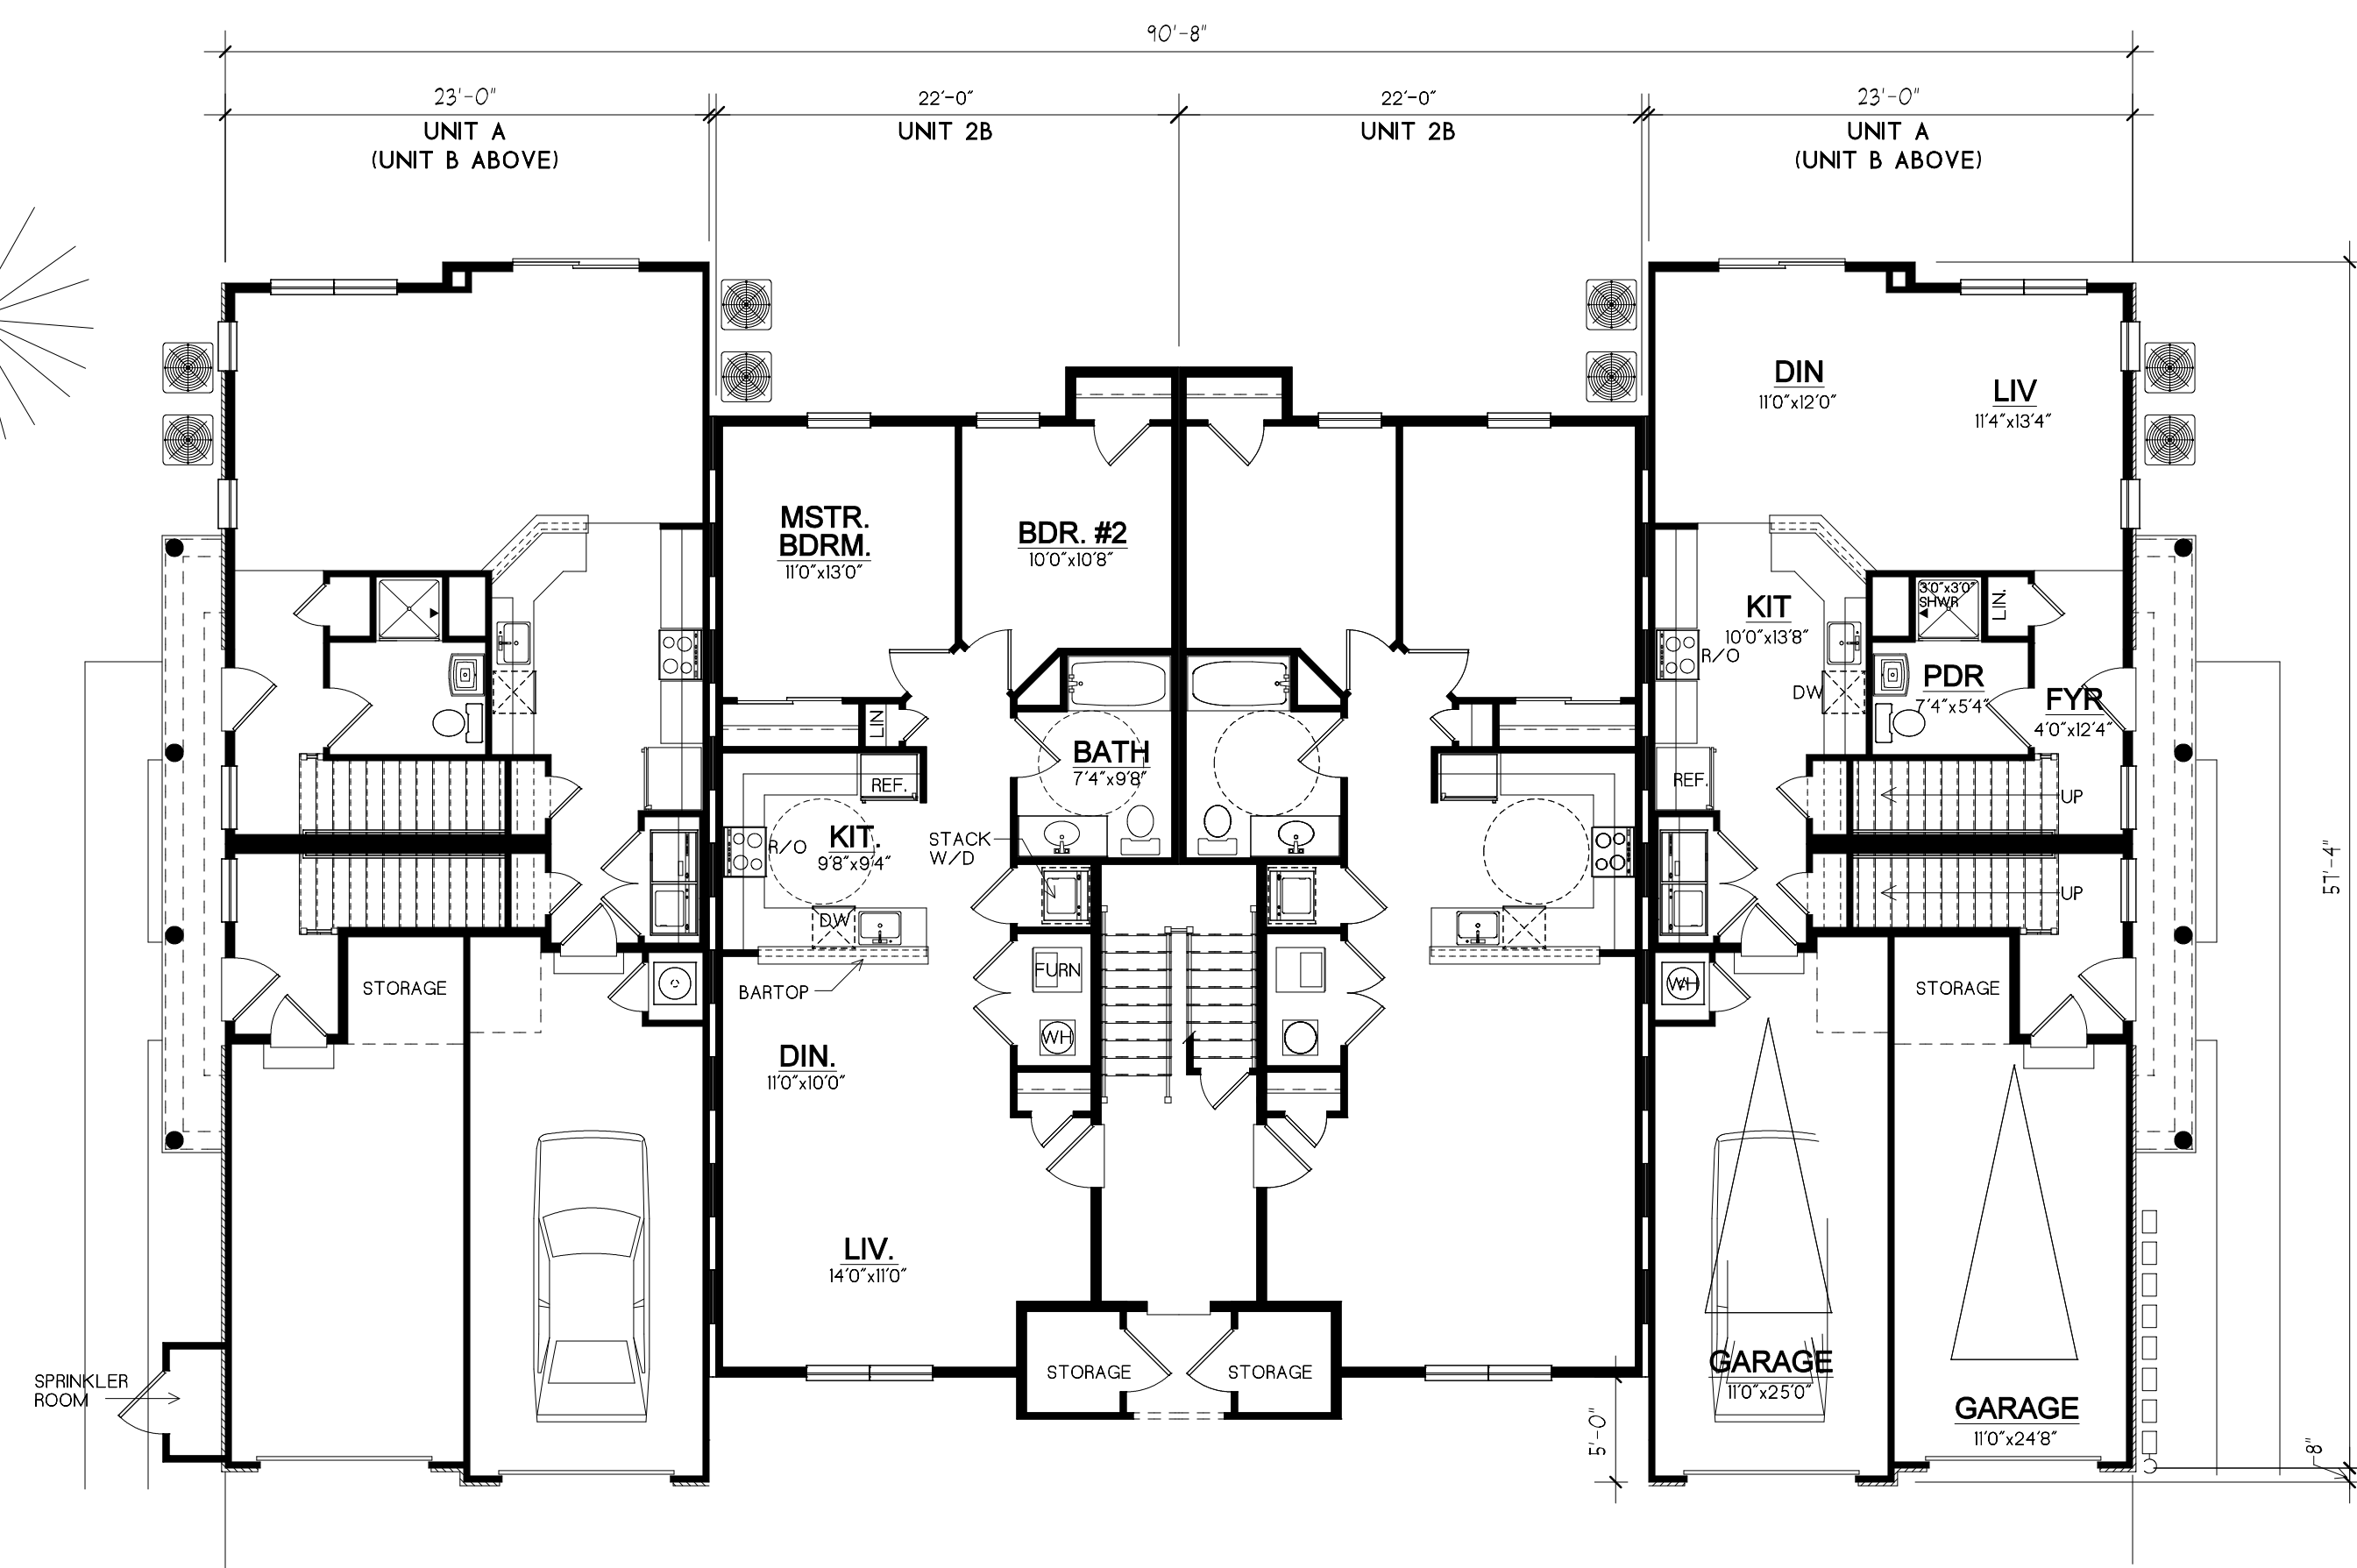 90'-8"
23'-0"
22'-0"
22'-0"
23'-0"
UNIT A
(UNIT B ABOVE)
UNIT 2B
UNIT 2B
UNIT A
(UNIT B ABOVE)
DIN
11'0"x12'0"
LIV
11'4"x13'4"
MSTR.
BDRM.
11'0"x13'0"
BDR. #2
10'0"x10'8"
KIT
10'0"x13'8"
R/O
DW
3'0"x3'0"
SHWR
LIN.
PDR
7'4"x5'4"
FYR
4'0"x12'4"
LIN
BATH
7'4"x9'8"
REF.
REF.
UP
KIT.
9'8"x9'4"
R/O
STACK
W/D
DW
UP
57'-4"
FURN
WH
BARTOP
STORAGE
WH
STORAGE
DIN.
11'0"x10'0"
LIV.
14'0"x11'0"
STORAGE
STORAGE
SPRINKLER
ROOM
GARAGE
11'0"x25'0"
GARAGE
11'0"x24'8"
5'-0"
8"